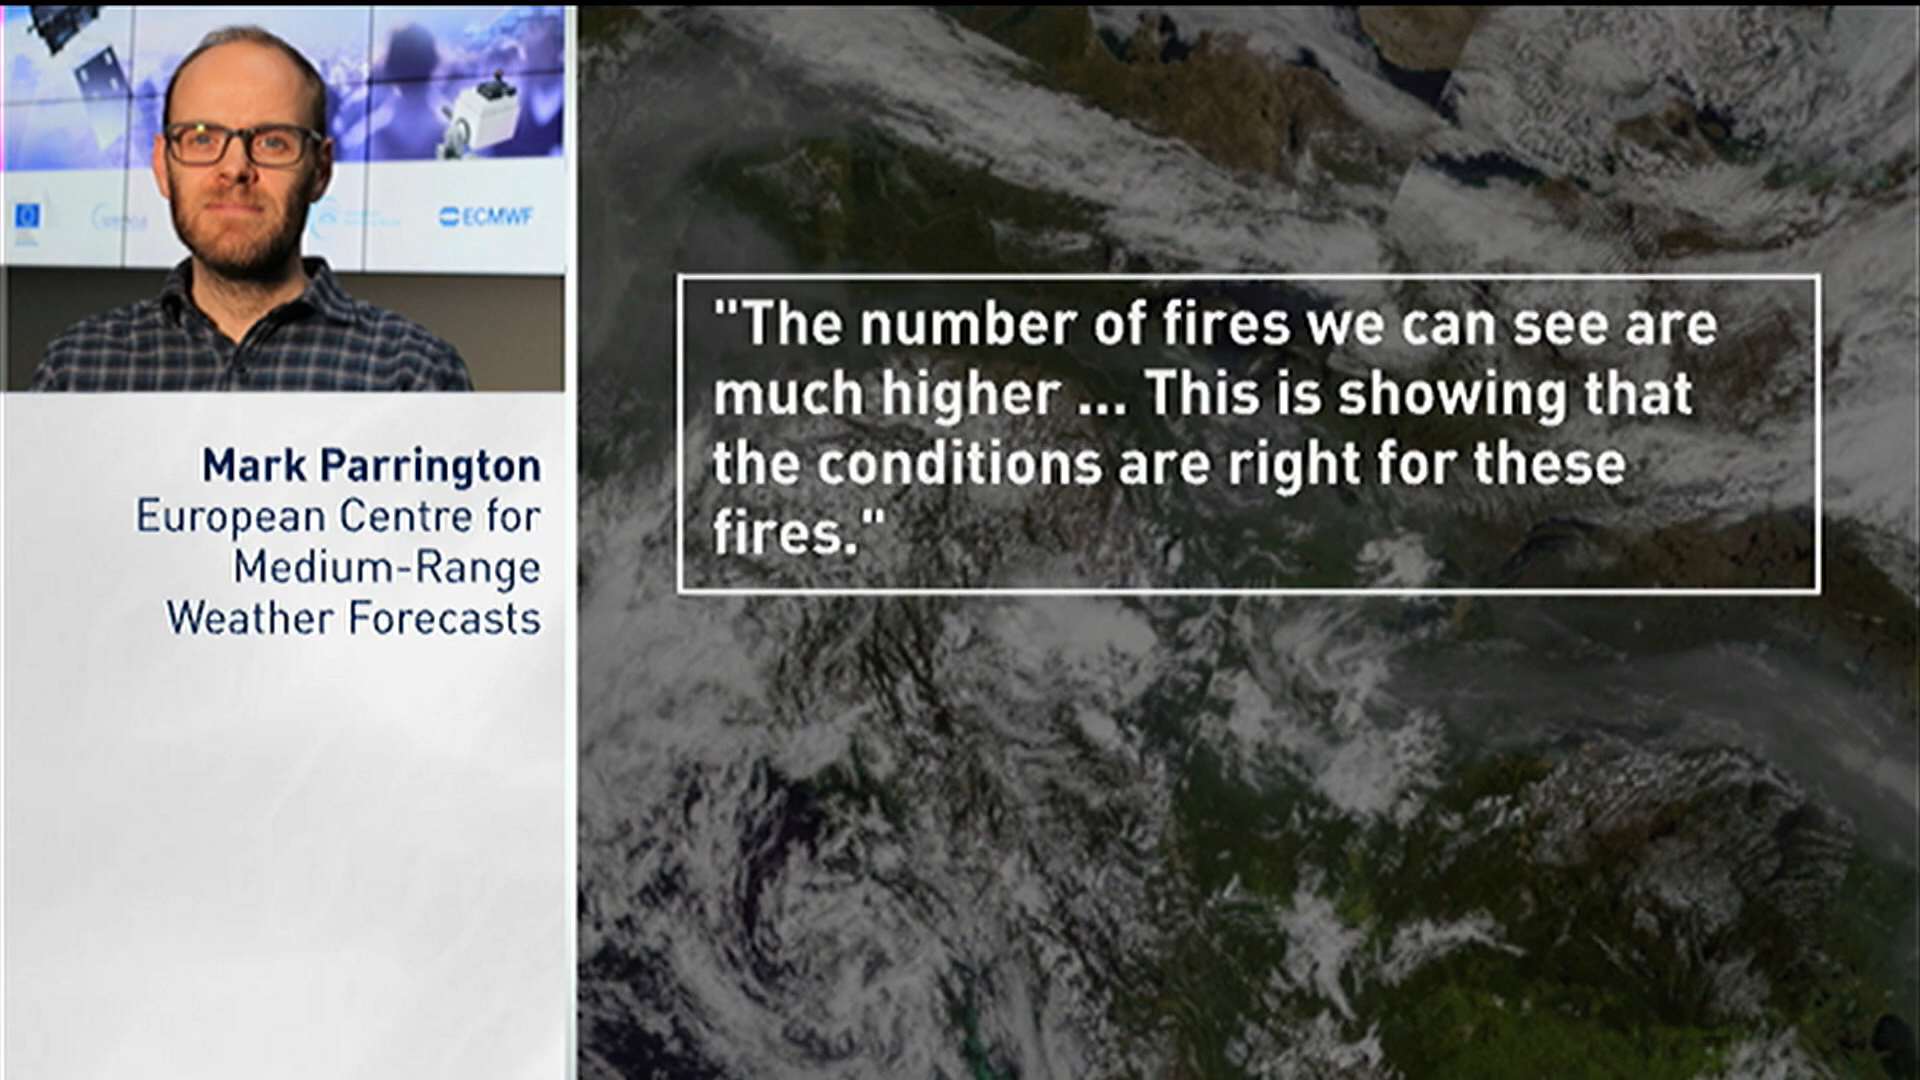 ECMWF
Mark Parrington
European Centre for
Medium-Range
Weather Forecasts
"The number of fires we can see are
much higher ... This is showing that
the conditions are right for these
fires."